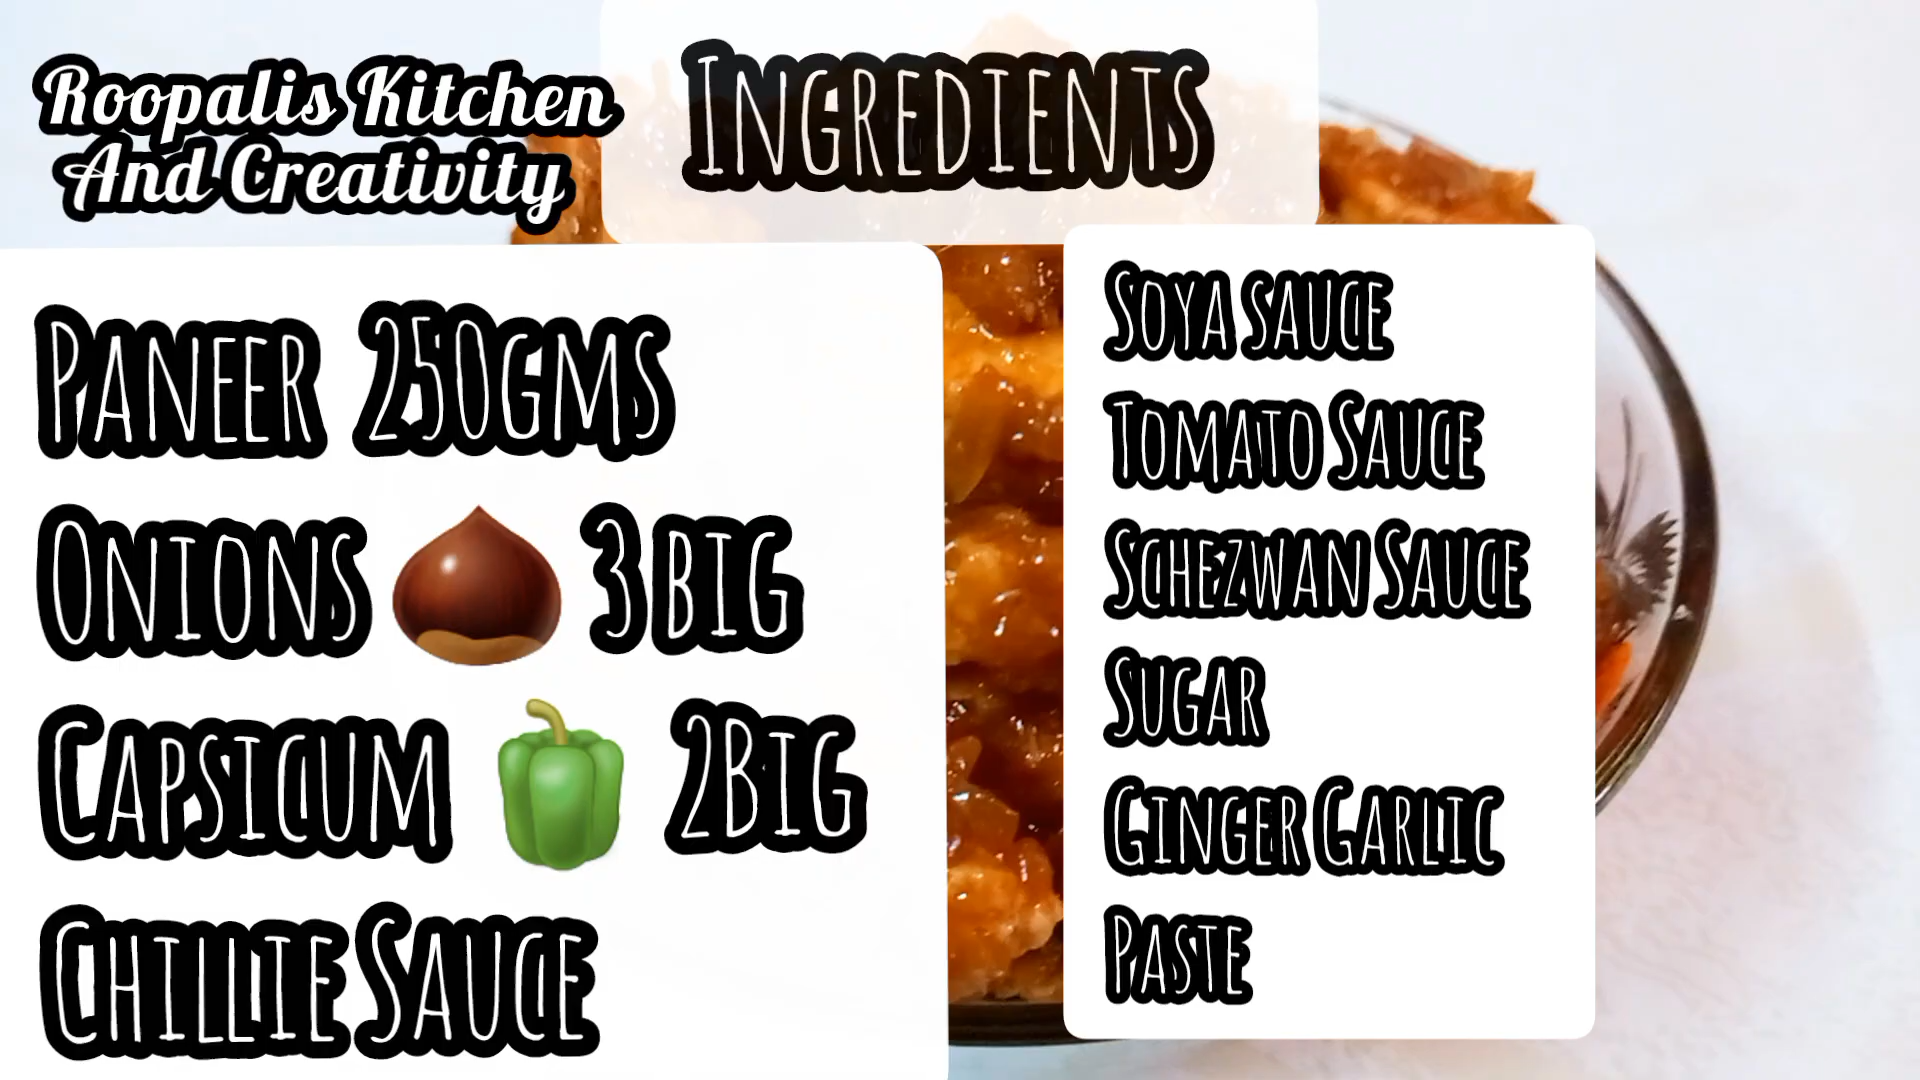 Roopalis Kitchen
And Creativity
Ingredients
Paneer 250gms
Onions 🌰 3 big
Capsicum 🫑 2Big
Chillie Sauce
Soya sauce
Tomato Sauce
Schezwan Sauce
Sugar
Ginger Garlic
Paste